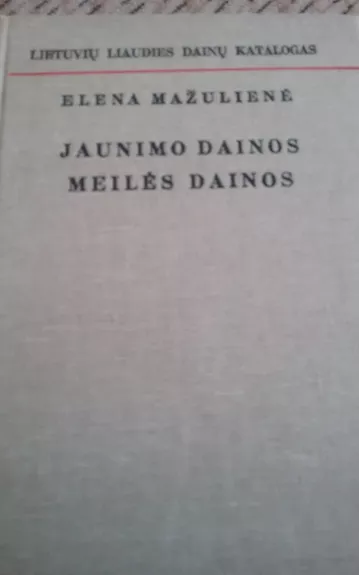 LIETUVIŲ LIAUDIES DAINŲ KATALOGAS
ELENA MAŽULIENĖ
JAUNIMO DAINOS
MEILĖS DAINOS